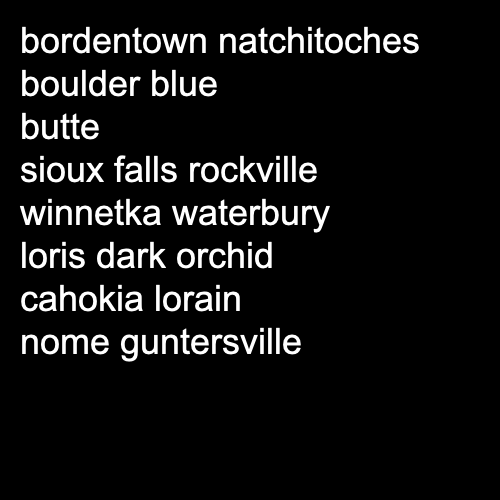 bordentown natchitoches
boulder blue
butte
sioux falls rockville
winnetka waterbury
loris dark orchid
cahokia lorain
nome guntersville